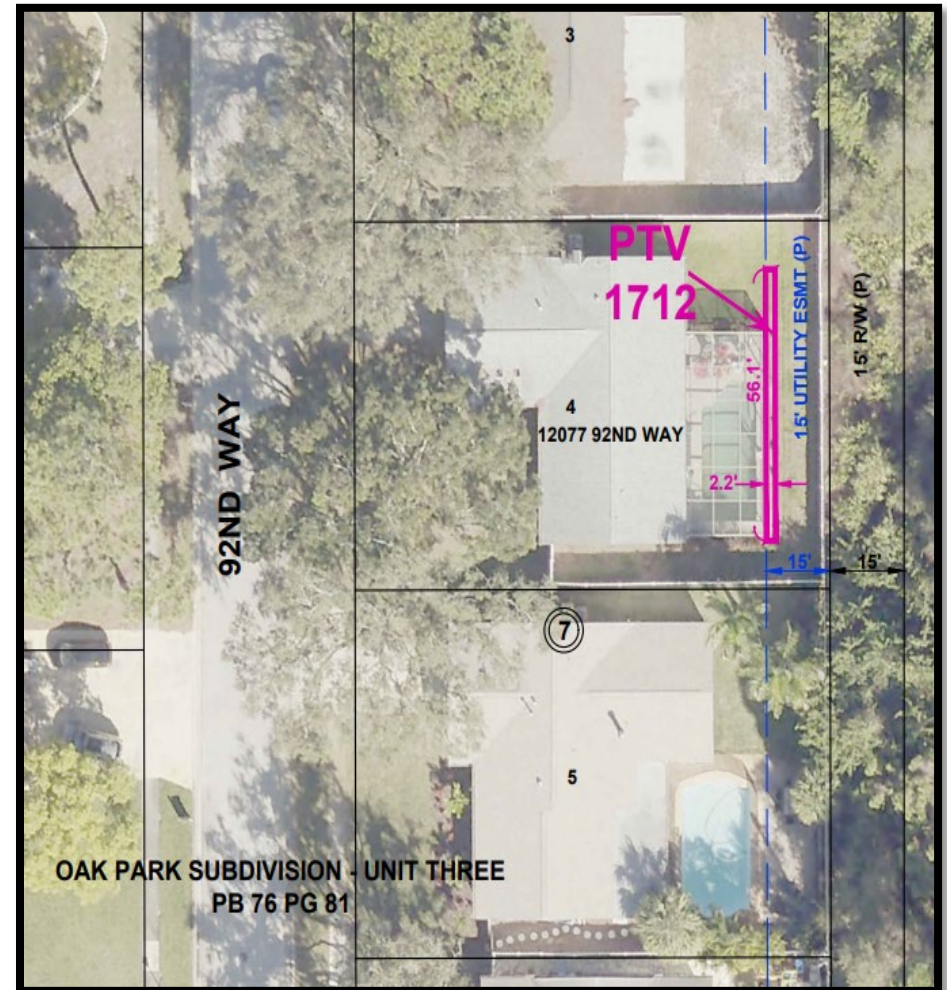 3
PTV
1712
56.1'
15' UTILITY ESMT (P)
15' R/W (P)
4
12077 92ND WAY
92ND WAY
2.2'
15'
15'
7
5
OAK PARK SUBDIVISION - UNIT THREE
PB 76 PG 81